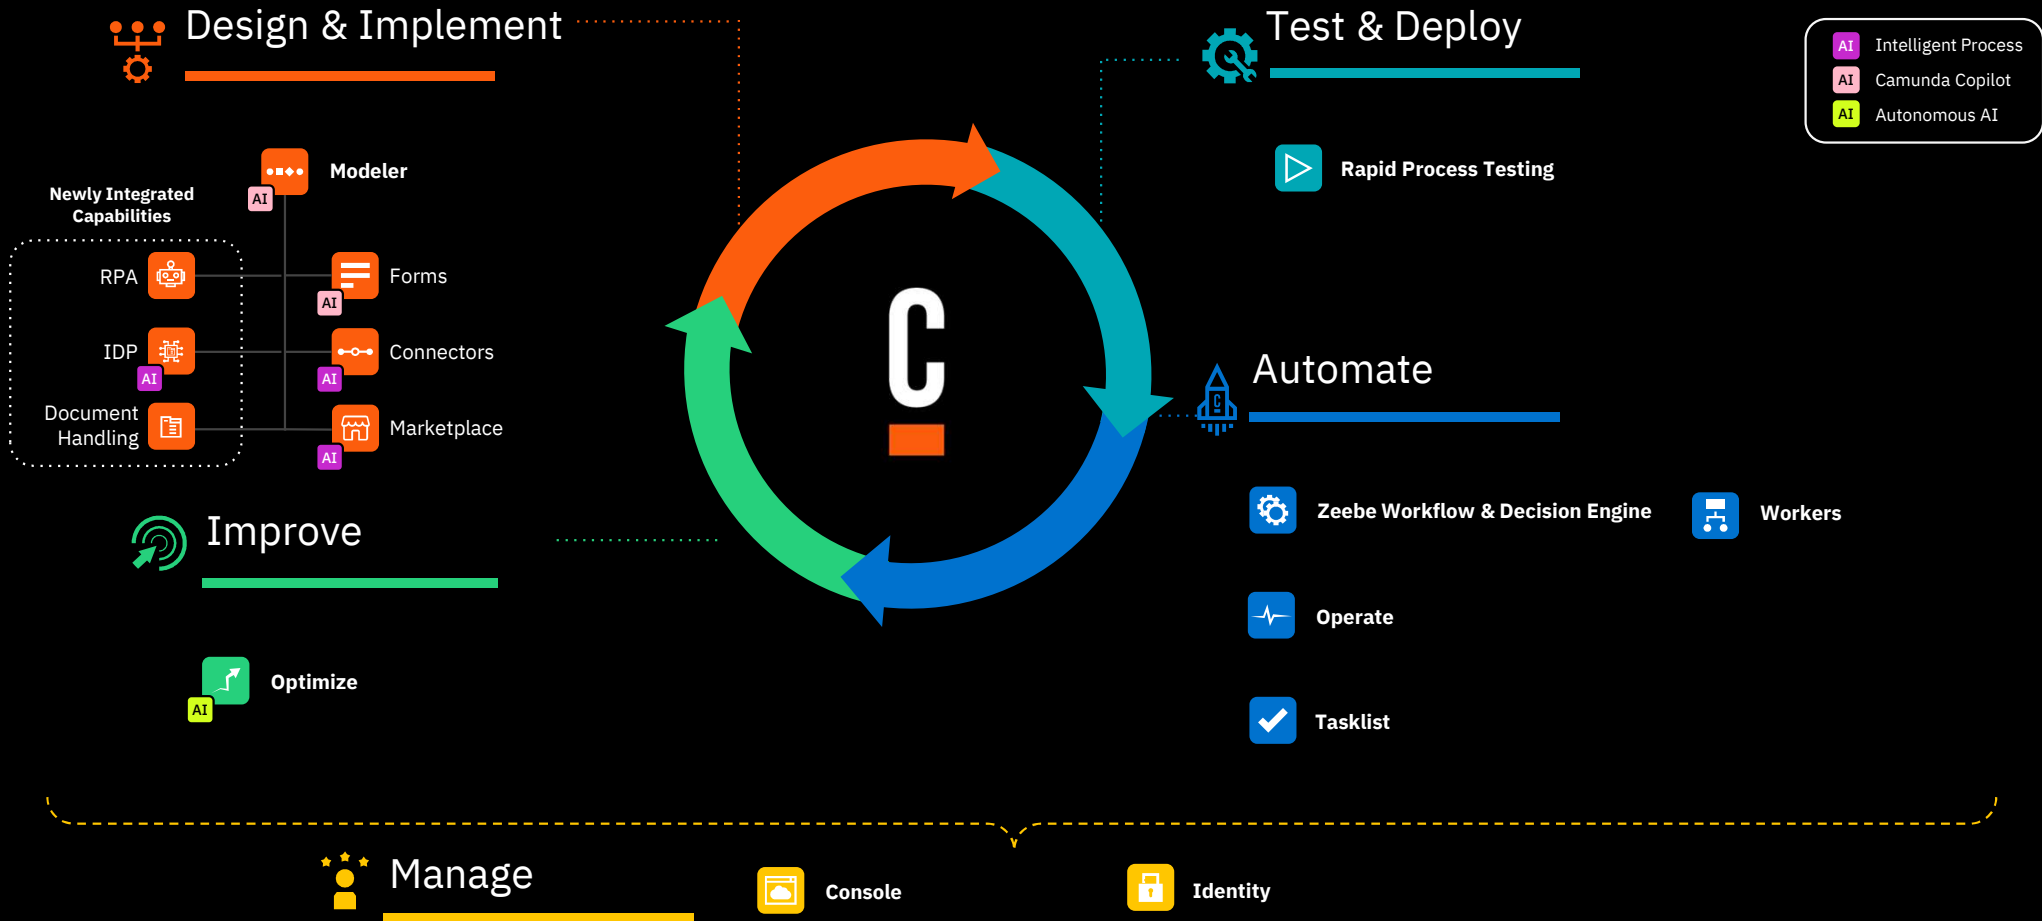 Design & Implement
Modeler
AI
Newly Integrated
Capabilities
RPA
Forms
AI
IDP
AI
Connectors
AI
Document
Handling
Marketplace
AI
Test & Deploy
Rapid Process Testing
AI Intelligent Process
AI Camunda Copilot
AI Autonomous AI
C
Automate
C
Zeebe Workflow & Decision Engine
Workers
Operate
Tasklist
Improve
Optimize
AI
Manage
Console
Identity